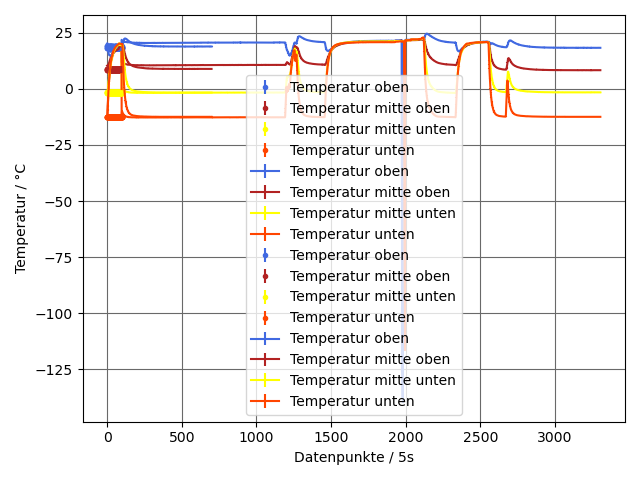 25
0
−25
−50
−75
−100
−125
Temperatur / °C
Temperatur oben
Temperatur mitte oben
Temperatur mitte unten
Temperatur unten
Temperatur oben
Temperatur mitte oben
Temperatur mitte unten
Temperatur unten
Temperatur oben
Temperatur mitte oben
Temperatur mitte unten
Temperatur unten
Temperatur oben
Temperatur mitte oben
Temperatur mitte unten
Temperatur unten
0 500 1000 1500 2000 2500 3000
Datenpunkte / 5s